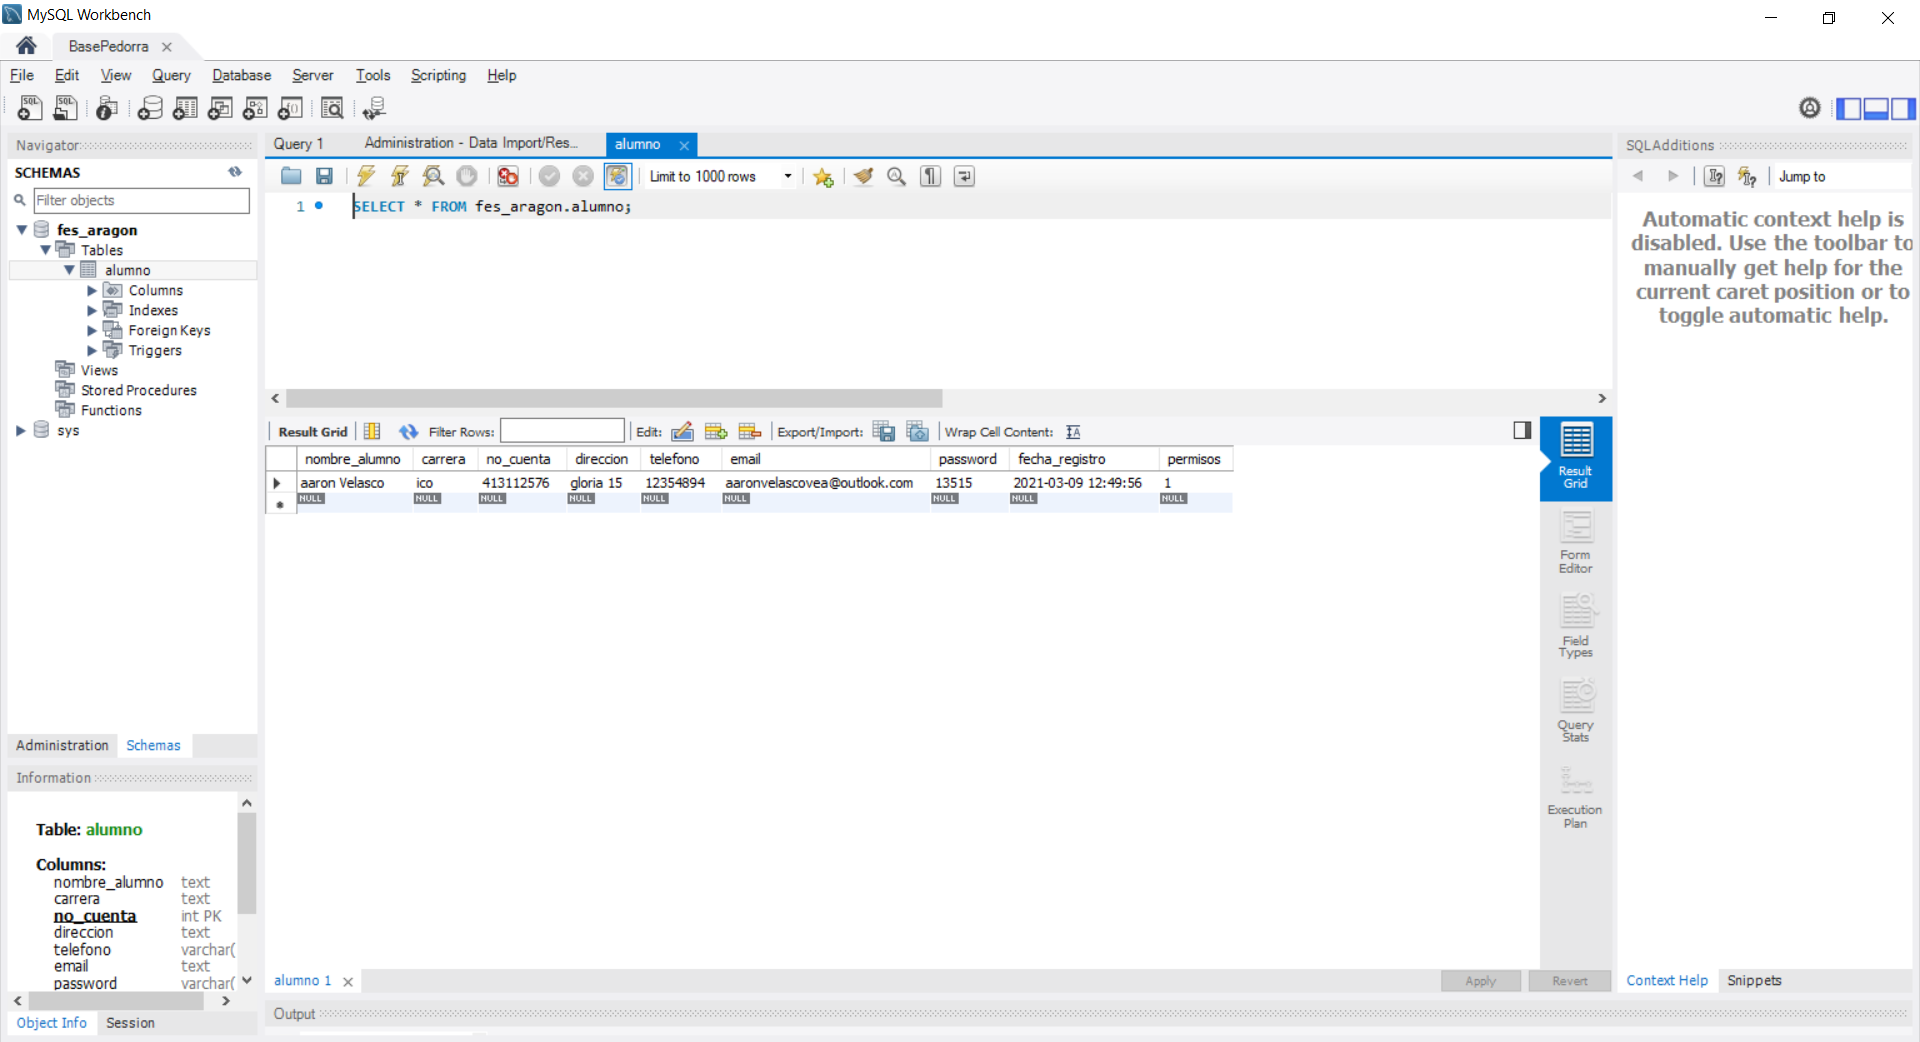 MySQL Workbench
BasePedorra
File Edit View Query Database Server Tools Scripting Help
Navigator
SCHEMAS
Filter objects
fes_aragon
Tables
alumno
Columns
Indexes
Foreign Keys
Triggers
Views
Stored Procedures
Functions
sys
Administration Schemas
Information
Table: alumno
Columns:
nombre_alumno text
carrera text
no_cuenta int PK
direccion text
telefono varchar(
email text
password varchar(
Object Info Session
Query 1 Administration - Data Import/Res... alumno
Limit to 1000 rows
1 SELECT * FROM fes_aragon.alumno;
Result Grid Filter Rows: Edit: Export/Import: Wrap Cell Content:
nombre_alumno carrera no_cuenta direccion telefono email password fecha_registro permisos
aaron Velasco ico 413112576 gloria 15 12354894 aaronvelascovea@outlook.com 13515 2021-03-09 12:49:56 1
NULL NULL NULL NULL NULL NULL NULL NULL NULL
Result
Grid
Form
Editor
Field
Types
Query
Stats
Execution
Plan
alumno 1
Apply Revert
Output
SQLAdditions
Jump to
Automatic context help is
disabled. Use the toolbar to
manually get help for the
current caret position or to
toggle automatic help.
Context Help Snippets